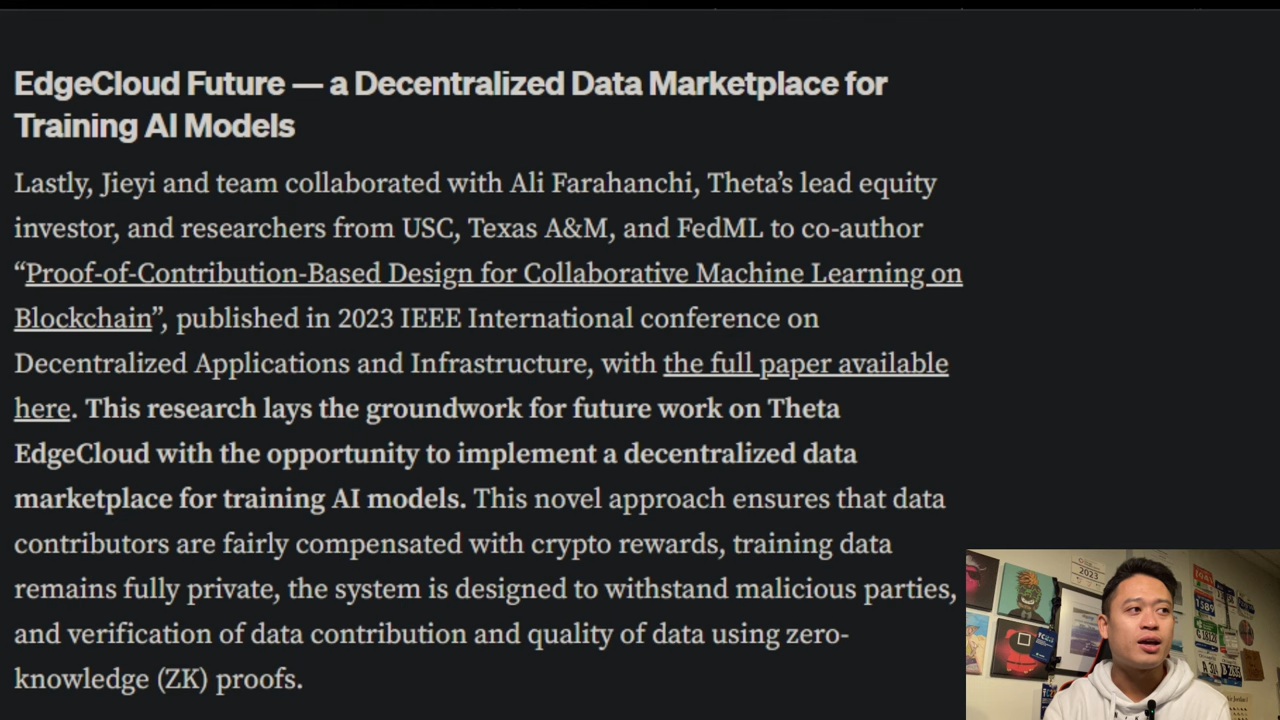 EdgeCloud Future — a Decentralized Data Marketplace for
Training AI Models
Lastly, Jieyi and team collaborated with Ali Farahanchi, Theta’s lead equity
investor, and researchers from USC, Texas A&M, and FedML to co-author
“Proof-of-Contribution-Based Design for Collaborative Machine Learning on
Blockchain”, published in 2023 IEEE International conference on
Decentralized Applications and Infrastructure, with the full paper available
here. This research lays the groundwork for future work on Theta
EdgeCloud with the opportunity to implement a decentralized data
marketplace for training AI models. This novel approach ensures that data
contributors are fairly compensated with crypto rewards, training data
remains fully private, the system is designed to withstand malicious parties,
and verification of data contribution and quality of data using zero-
knowledge (ZK) proofs.
2023